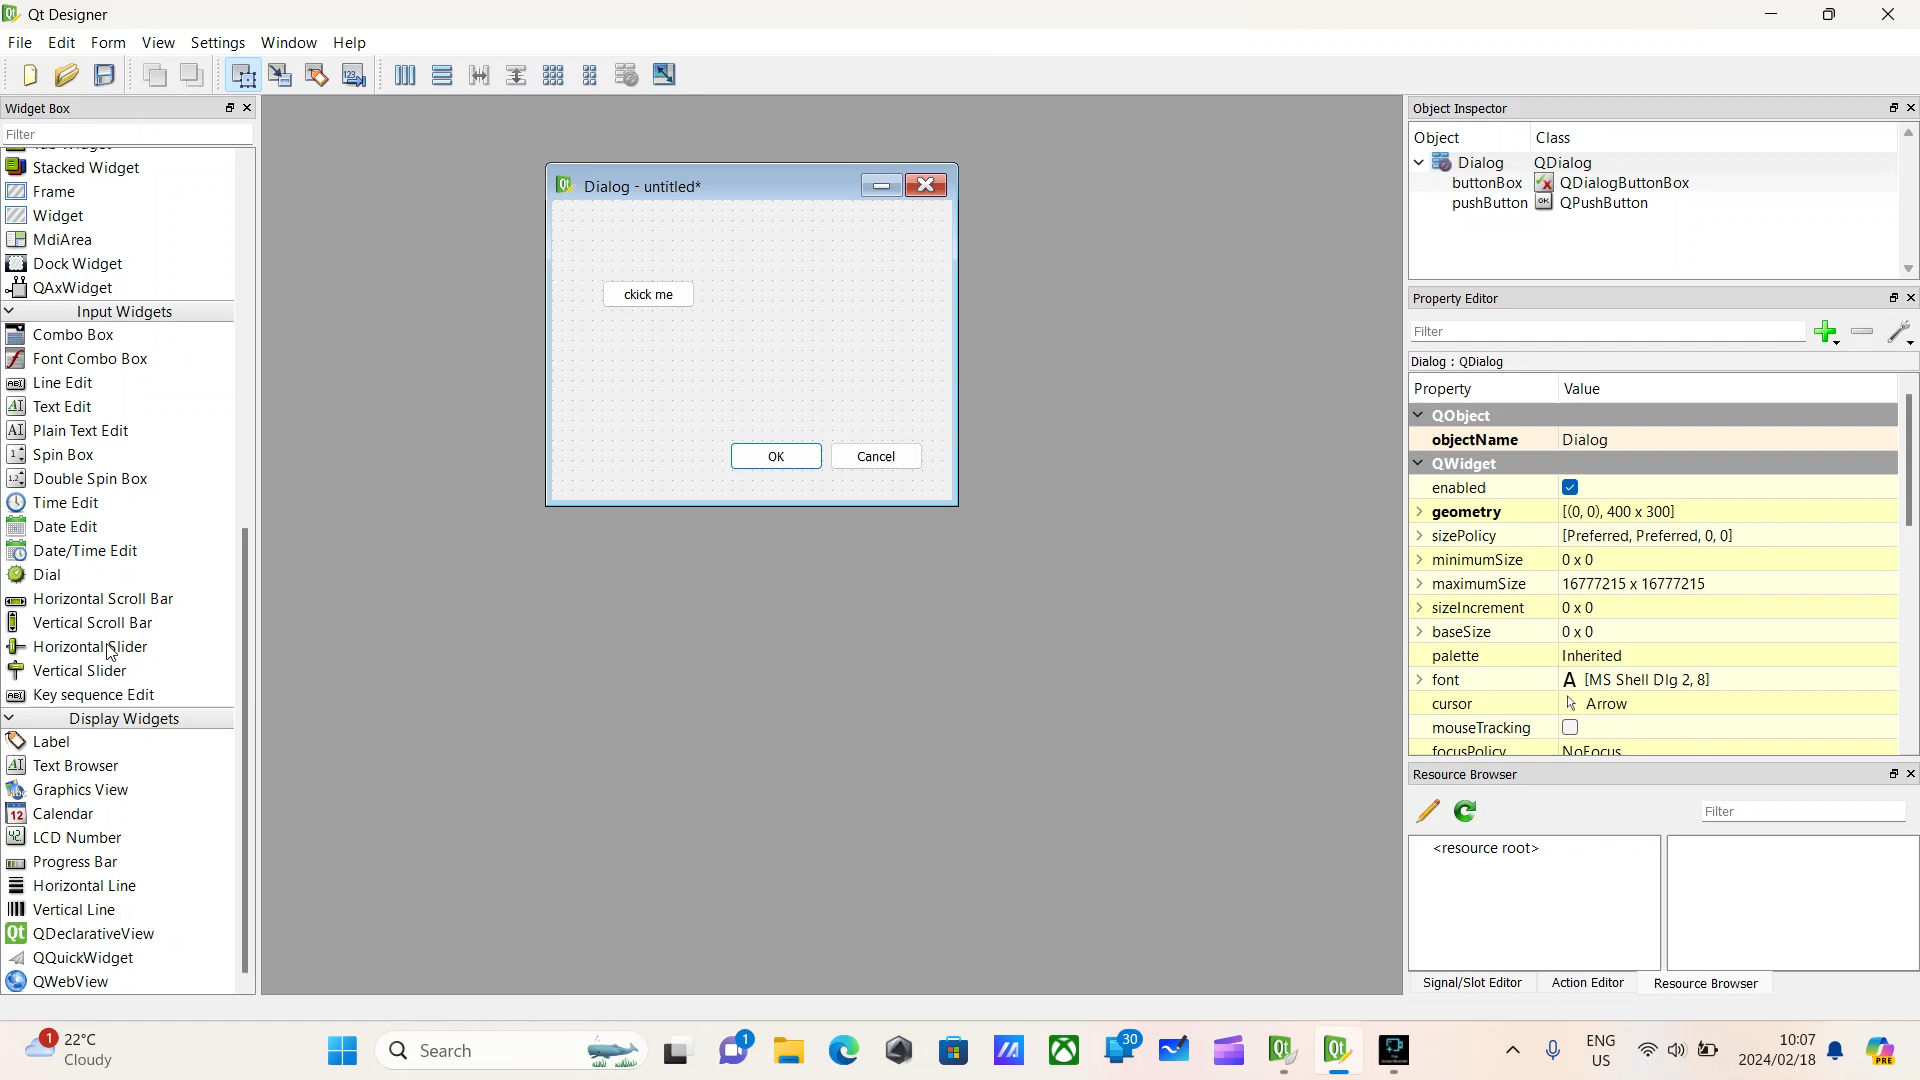 Qt Designer
File Edit Form View Settings Window Help
Widget Box
Filter
Stacked Widget
Frame
Widget
MdiArea
Dock Widget
QAxWidget
Input Widgets
Combo Box
Font Combo Box
Line Edit
Text Edit
Plain Text Edit
Spin Box
Double Spin Box
Time Edit
Date Edit
Date/Time Edit
Dial
Horizontal Scroll Bar
Vertical Scroll Bar
Horizontal Slider
Vertical Slider
Key sequence Edit
Display Widgets
Label
Text Browser
Graphics View
Calendar
LCD Number
Progress Bar
Horizontal Line
Vertical Line
QDeclarativeView
QQuickWidget
QWebView
Dialog - untitled*
ckick me
OK Cancel
Object Inspector
Object Class
Dialog QDialog
buttonBox QDialogButtonBox
pushButton QPushButton
Property Editor
Filter
Dialog : QDialog
Property Value
QObject
objectName Dialog
QWidget
enabled
geometry [(0, 0), 400 x 300]
sizePolicy [Preferred, Preferred, 0, 0]
minimumSize 0 x 0
maximumSize 16777215 x 16777215
sizeIncrement 0 x 0
baseSize 0 x 0
palette Inherited
font A [MS Shell Dlg 2, 8]
cursor Arrow
mouseTracking
focusPolicy NoFocus
Resource Browser
Filter
<resource root>
Signal/Slot Editor Action Editor Resource Browser
1 22°C
Cloudy
Search
1
30
ENG
US
10:07
2024/02/18
PRE